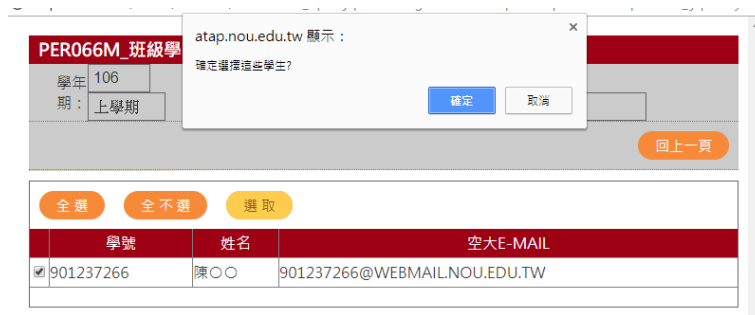 atap.nou.edu.tw 顯示：
×
確定選擇這些學生?
確定 取消
PER066M_班級學
學年 106
期： 上學期
回上一頁
全選 全不選 選取
學號 姓名 空大E-MAIL
901237266 陳○○ 901237266@WEBMAIL.NOU.EDU.TW